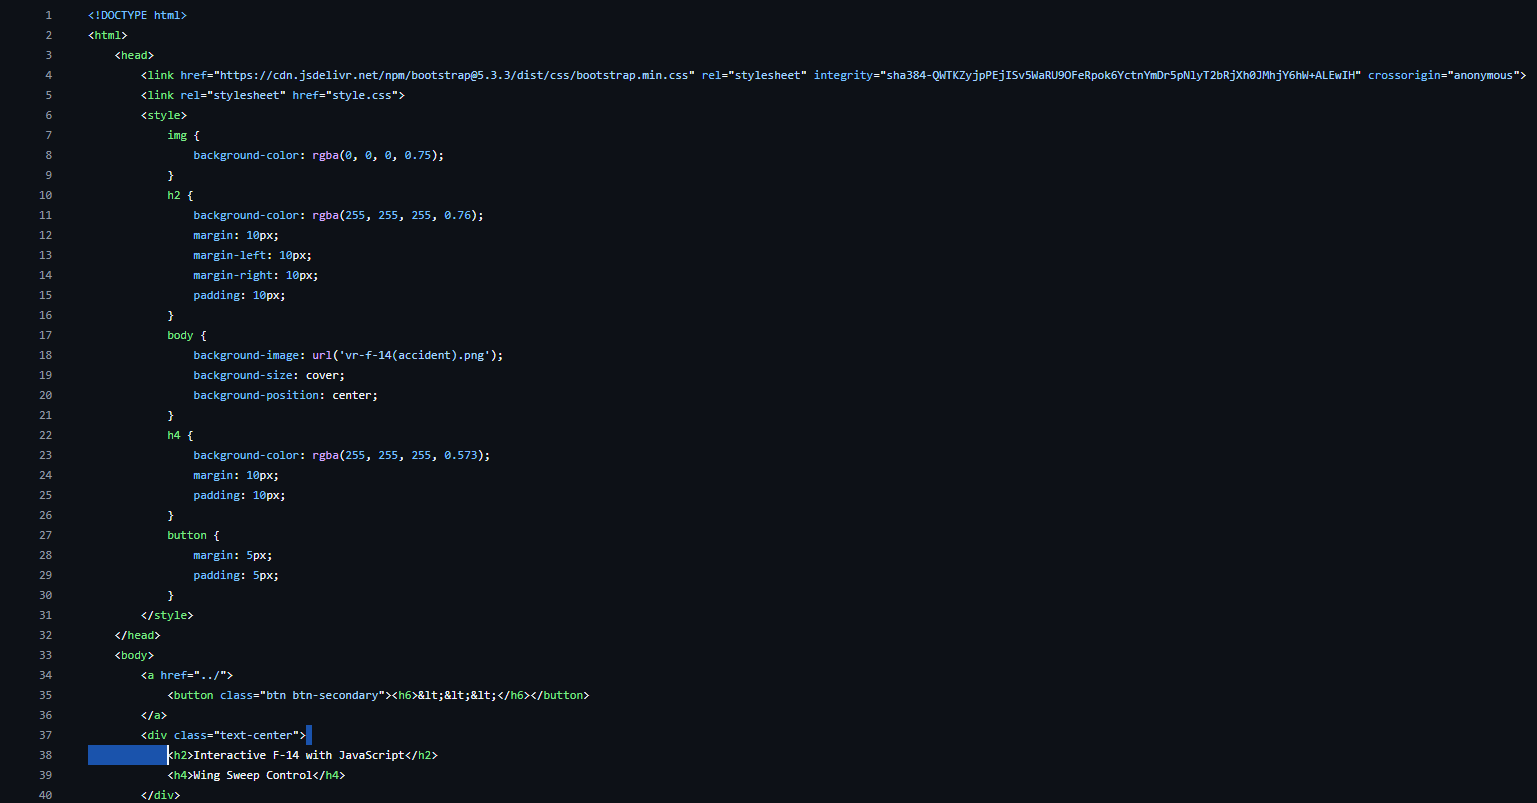 1 <!DOCTYPE html>
2 <html>
3 <head>
4 <link href="https://cdn.jsdelivr.net/npm/bootstrap@5.3.3/dist/css/bootstrap.min.css" rel="stylesheet" integrity="sha384-QWTKZyjpPEjISv5WaRU9OFeRpok6YctnYmDr5pNlyT2bRjXh0JMhjY6hW+ALEwIH" crossorigin="anonymous">
5 <link rel="stylesheet" href="style.css">
6 <style>
7 img {
8 background-color: rgba(0, 0, 0, 0.75);
9 }
10 h2 {
11 background-color: rgba(255, 255, 255, 0.76);
12 margin: 10px;
13 margin-left: 10px;
14 margin-right: 10px;
15 padding: 10px;
16 }
17 body {
18 background-image: url('vr-f-14(accident).png');
19 background-size: cover;
20 background-position: center;
21 }
22 h4 {
23 background-color: rgba(255, 255, 255, 0.573);
24 margin: 10px;
25 padding: 10px;
26 }
27 button {
28 margin: 5px;
29 padding: 5px;
30 }
31 </style>
32 </head>
33 <body>
34 <a href="../">
35 <button class="btn btn-secondary"><h6>&lt;&lt;&lt;</h6></button>
36 </a>
37 <div class="text-center">
38 <h2>Interactive F-14 with JavaScript</h2>
39 <h4>Wing Sweep Control</h4>
40 </div>